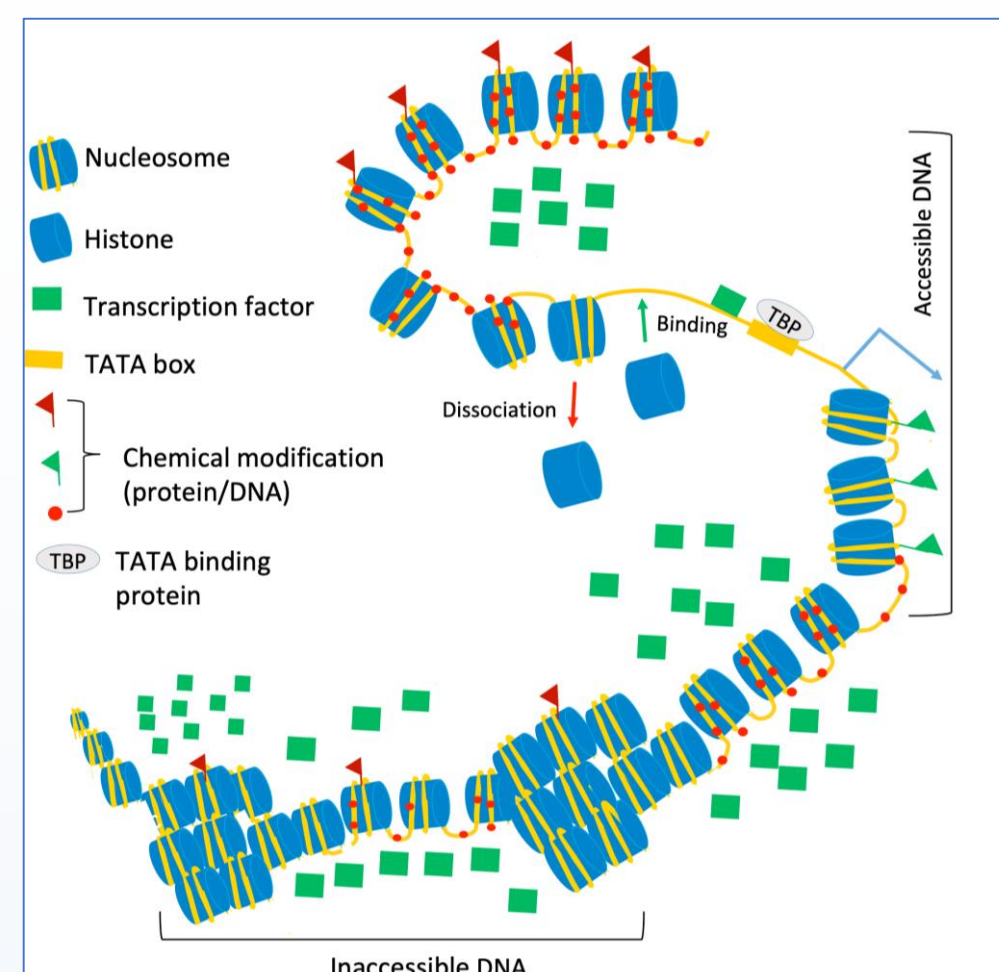 Nucleosome
Histone
Transcription factor
TATA box
Chemical modification
(protein/DNA)
TBP
TATA binding
protein
Accessible DNA
TBP
Binding
Dissociation
Inaccessible DNA